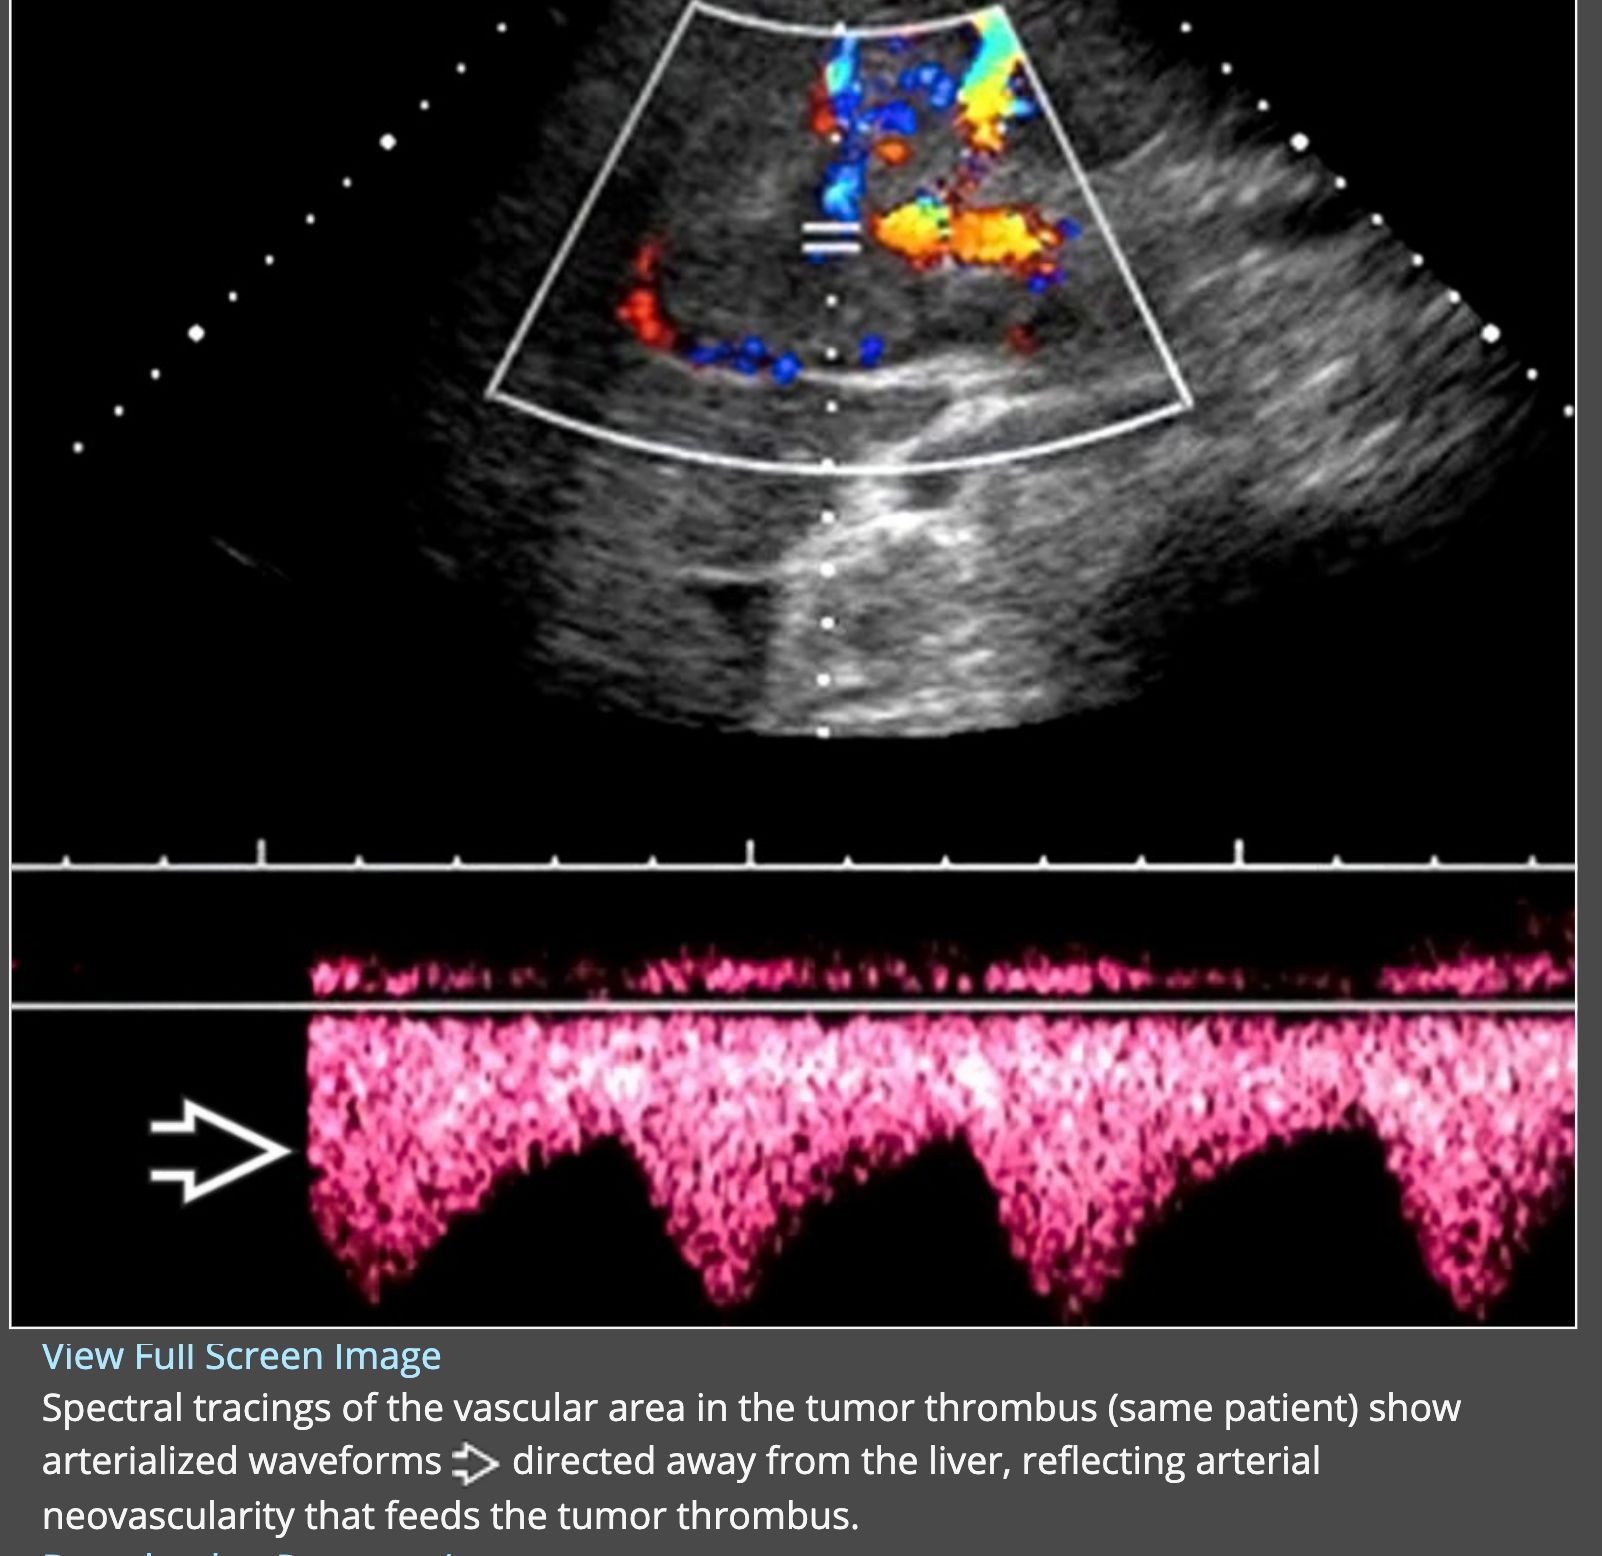 View Full Screen Image
Spectral tracings of the vascular area in the tumor thrombus (same patient) show
arterialized waveforms directed away from the liver, reflecting arterial
neovascularity that feeds the tumor thrombus.